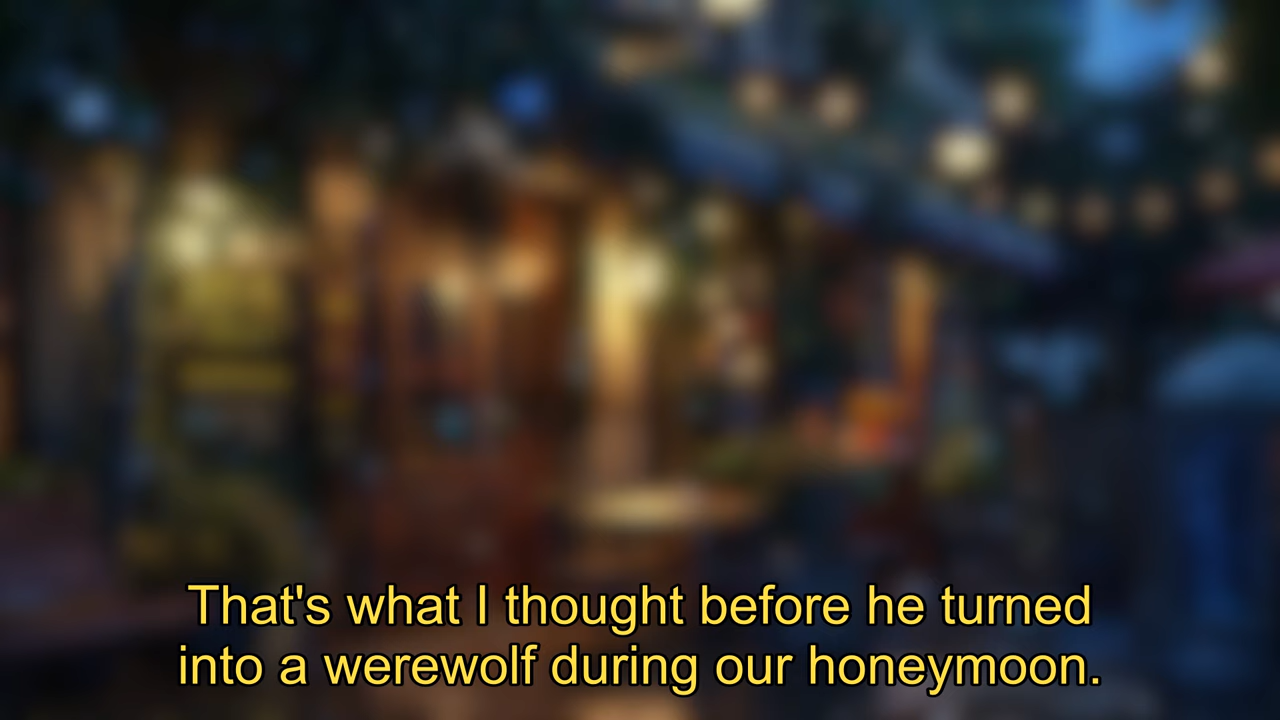 That's what I thought before he turned
into a werewolf during our honeymoon.